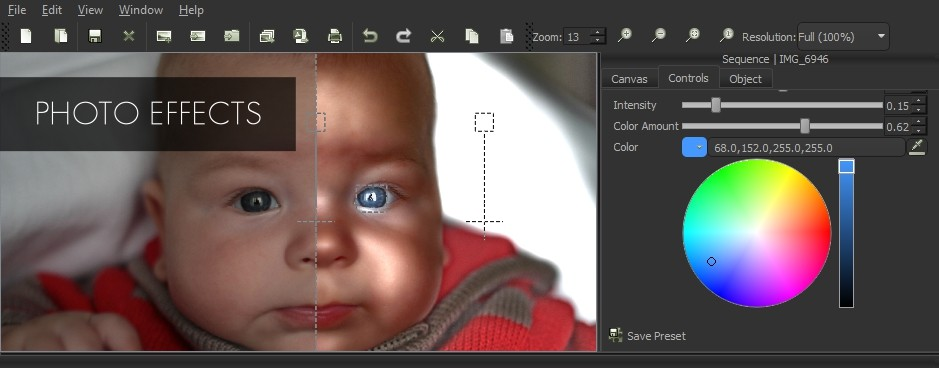 File Edit View Window Help
Zoom: 13 Resolution: Full (100%)
Sequence | IMG_6946
Canvas Controls Object
PHOTO EFFECTS
Intensity 0.15
Color Amount 0.62
Color 68.0,152.0,255.0,255.0
Save Preset